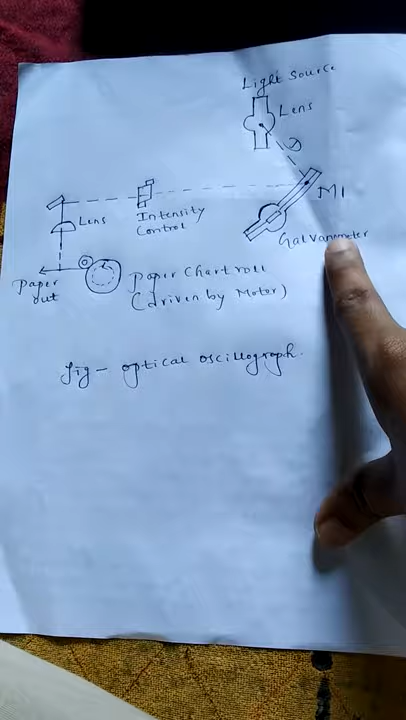 Light Source
Lens
M1
Galvanometer
Lens
Intensity
Control
Paper
out
Paper Chart roll
(driven by Motor)
fig - optical oscillograph.